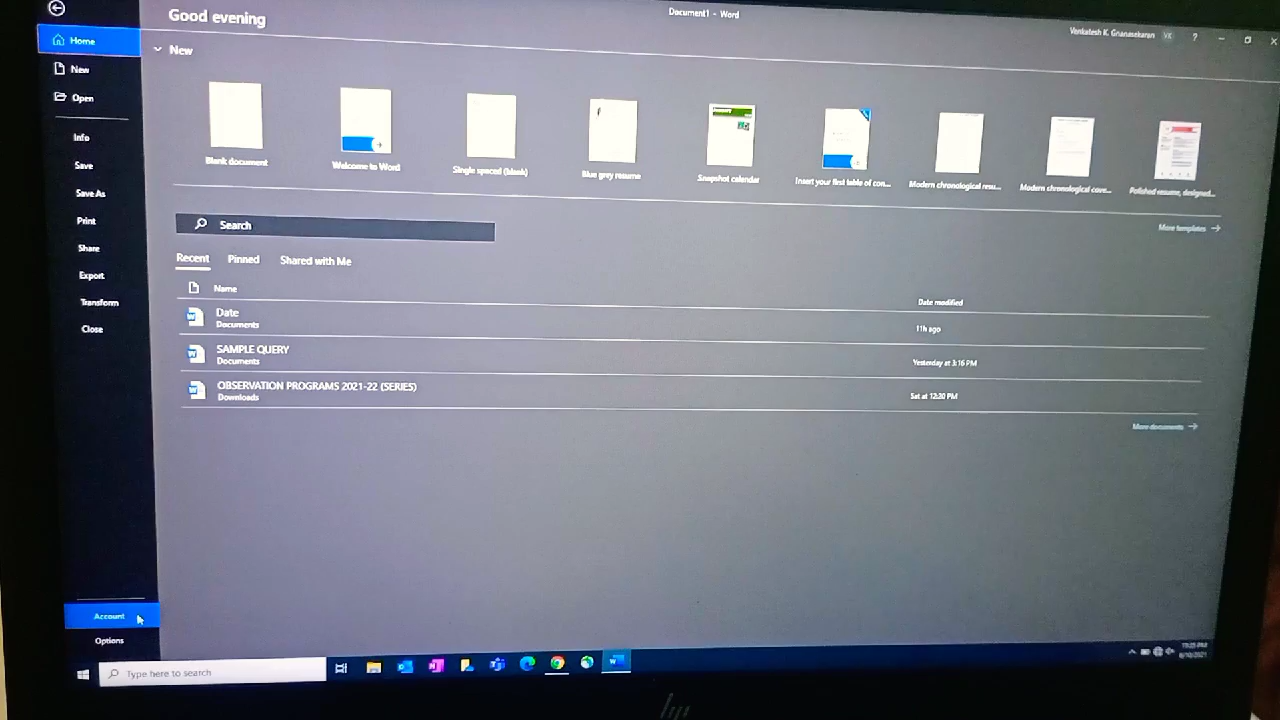 Good evening
Document1 - Word
Venkatesh K. Gnanasekaran
VK
?
Home
New
Open
Info
Save
Save As
Print
Share
Export
Transform
Close
Account
Options
New
Blank document
Welcome to Word
Single spaced (blank)
Blue grey resume
Snapshot calendar
Insert your first table of con...
Modern chronological resu...
Modern chronological cove...
Polished resume, designed...
More templates
Search
Recent
Pinned
Shared with Me
Name
Date modified
Date
Documents
11h ago
SAMPLE QUERY
Documents
Yesterday at 3:16 PM
OBSERVATION PROGRAMS 2021-22 (SERIES)
Downloads
Sat at 12:30 PM
More documents
Type here to search
hp